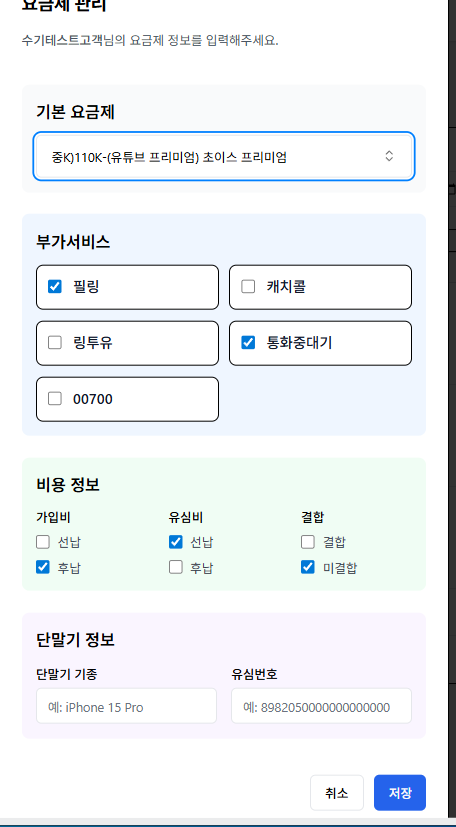 요금제 관리
수기테스트고객님의 요금제 정보를 입력해주세요.
기본 요금제
중K)110K-(유튜브 프리미엄) 초이스 프리미엄
부가서비스
필링
캐치콜
링투유
통화중대기
00700
비용 정보
가입비
유심비
결합
선납
선납
결합
후납
후납
미결합
단말기 정보
단말기 기종
유심번호
예: iPhone 15 Pro
예: 8982050000000000000
취소
저장